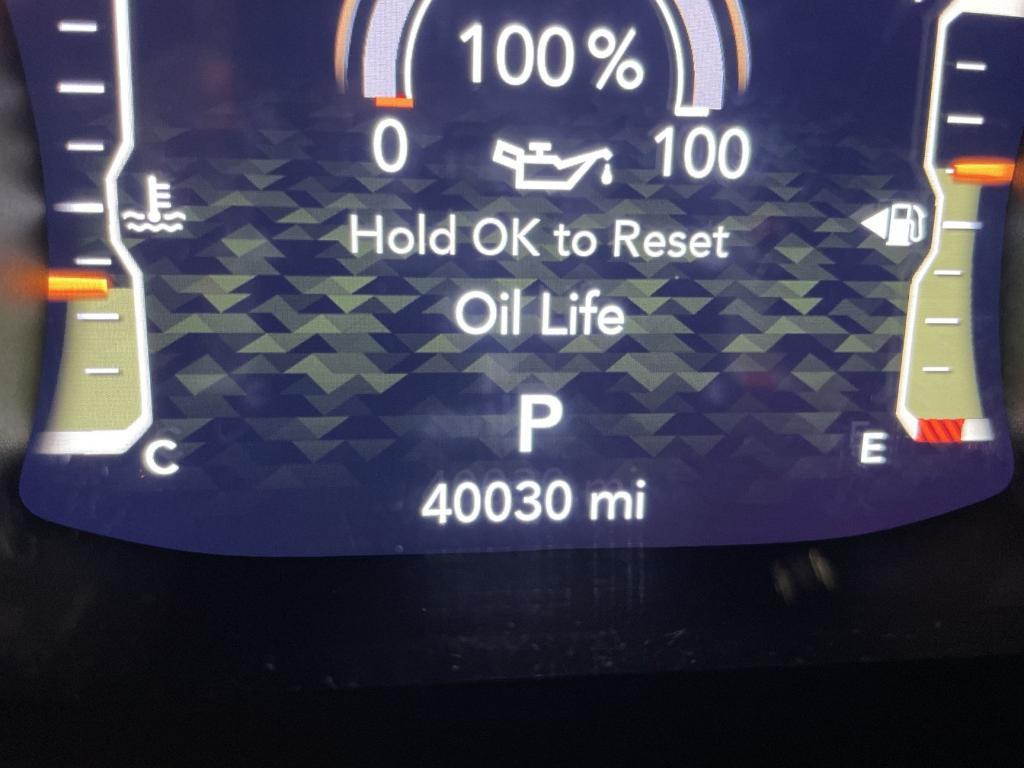 100%
0 100
Hold OK to Reset
Oil Life
P
C E
40030 mi